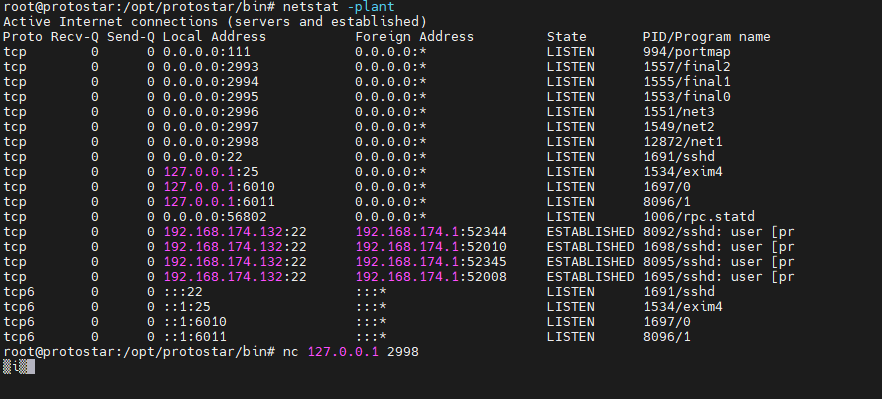 root@protostar:/opt/protostar/bin# netstat -plant
Active Internet connections (servers and established)
Proto Recv-Q Send-Q Local Address           Foreign Address         State       PID/Program name
tcp        0      0 0.0.0.0:111             0.0.0.0:*               LISTEN      994/portmap
tcp        0      0 0.0.0.0:2993            0.0.0.0:*               LISTEN      1557/final2
tcp        0      0 0.0.0.0:2994            0.0.0.0:*               LISTEN      1555/final1
tcp        0      0 0.0.0.0:2995            0.0.0.0:*               LISTEN      1553/final0
tcp        0      0 0.0.0.0:2996            0.0.0.0:*               LISTEN      1551/net3
tcp        0      0 0.0.0.0:2997            0.0.0.0:*               LISTEN      1549/net2
tcp        0      0 0.0.0.0:2998            0.0.0.0:*               LISTEN      12872/net1
tcp        0      0 0.0.0.0:22              0.0.0.0:*               LISTEN      1691/sshd
tcp        0      0 127.0.0.1:25            0.0.0.0:*               LISTEN      1534/exim4
tcp        0      0 127.0.0.1:6010          0.0.0.0:*               LISTEN      1697/0
tcp        0      0 127.0.0.1:6011          0.0.0.0:*               LISTEN      8096/1
tcp        0      0 0.0.0.0:56802           0.0.0.0:*               LISTEN      1006/rpc.statd
tcp        0      0 192.168.174.132:22      192.168.174.1:52344     ESTABLISHED 8092/sshd: user [pr
tcp        0      0 192.168.174.132:22      192.168.174.1:52010     ESTABLISHED 1698/sshd: user [pr
tcp        0      0 192.168.174.132:22      192.168.174.1:52345     ESTABLISHED 8095/sshd: user [pr
tcp        0      0 192.168.174.132:22      192.168.174.1:52008     ESTABLISHED 1695/sshd: user [pr
tcp6       0      0 :::22                   :::*                    LISTEN      1691/sshd
tcp6       0      0 ::1:25                  :::*                    LISTEN      1534/exim4
tcp6       0      0 ::1:6010                :::*                    LISTEN      1697/0
tcp6       0      0 ::1:6011                :::*                    LISTEN      8096/1
root@protostar:/opt/protostar/bin# nc 127.0.0.1 2998
▒i▒